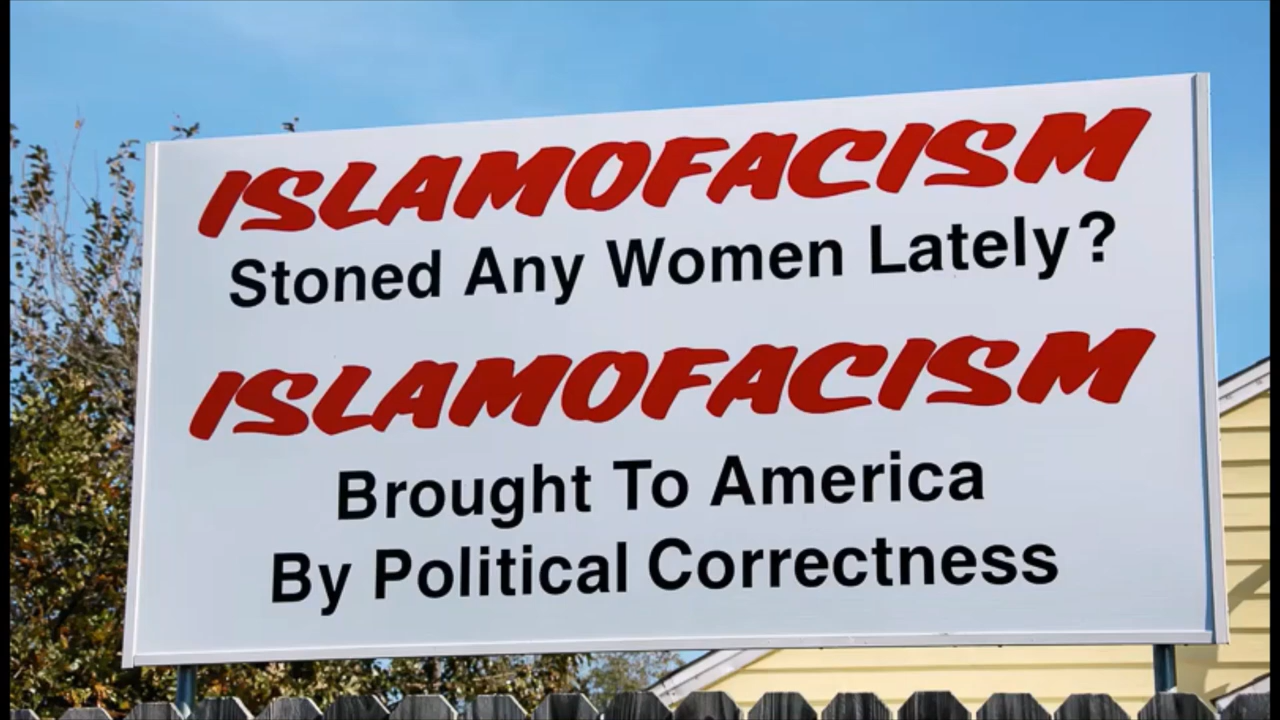 ISLAMOFACISM
Stoned Any Women Lately?
ISLAMOFACISM
Brought To America
By Political Correctness